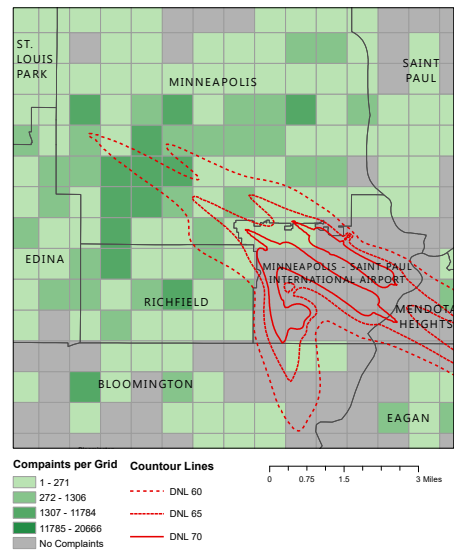 ST.
LOUIS
PARK
MINNEAPOLIS
SAINT
PAUL
EDINA
MINNEAPOLIS - SAINT PAUL
INTERNATIONAL AIRPORT
RICHFIELD
MENDOTA
HEIGHTS
BLOOMINGTON
EAGAN
Compaints per Grid
1 - 271
272 - 1306
1307 - 11784
11785 - 20666
No Complaints
Countour Lines
DNL 60
DNL 65
DNL 70
0 0.75 1.5 3 Miles